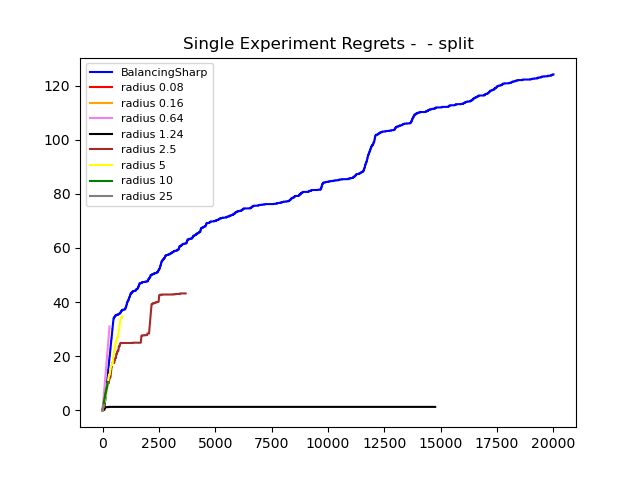 Single Experiment Regrets -  - split
BalancingSharp
radius 0.08
radius 0.16
radius 0.64
radius 1.24
radius 2.5
radius 5
radius 10
radius 25
120
100
80
60
40
20
0
0 2500 5000 7500 10000 12500 15000 17500 20000